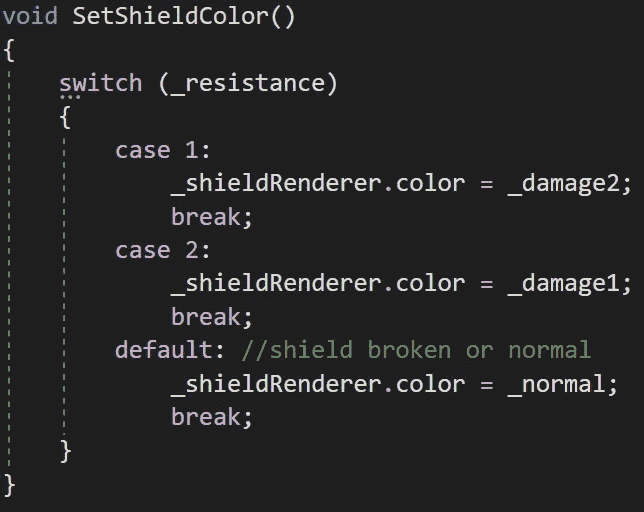 void SetShieldColor()
{
    switch (_resistance)
    {
        case 1:
            _shieldRenderer.color = _damage2;
            break;
        case 2:
            _shieldRenderer.color = _damage1;
            break;
        default: //shield broken or normal
            _shieldRenderer.color = _normal;
            break;
    }
}